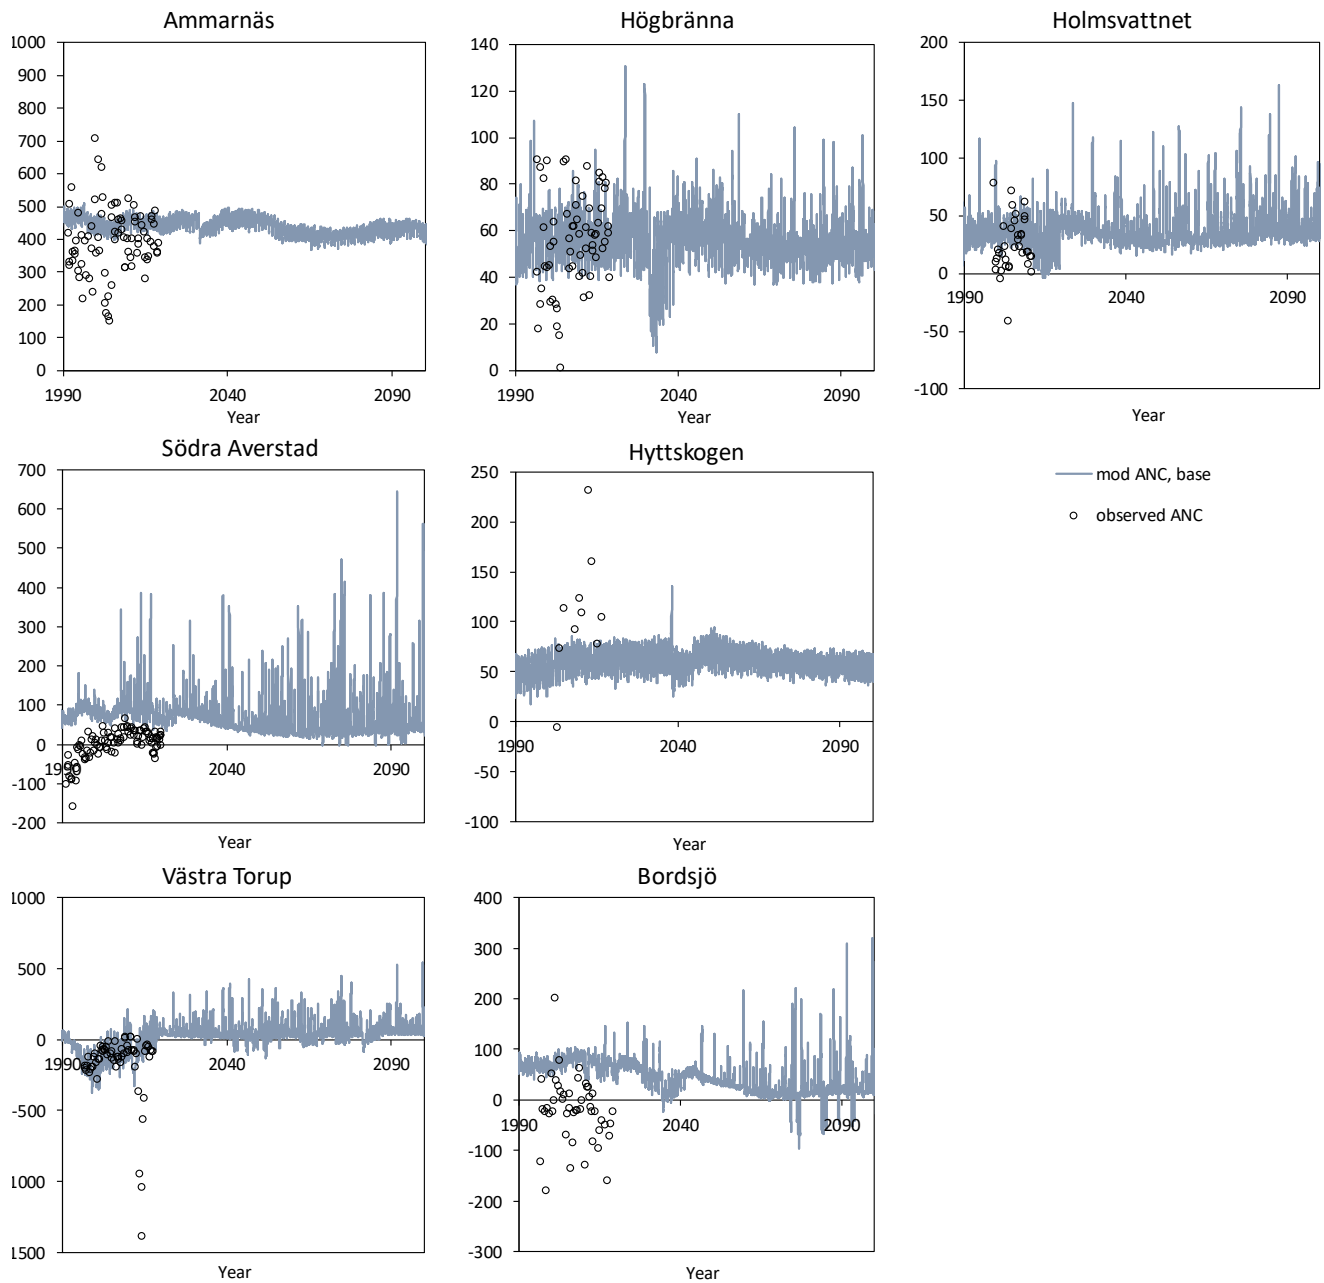 Ammarnäs
1000
900
800
700
600
500
400
300
200
100
0
1990 2040 2090
Year
Högbränna
140
120
100
80
60
40
20
0
1990 2040 2090
Year
Holmsvattnet
200
150
100
50
0
-50
-100
1990 2040 2090
Year
Södra Averstad
700
600
500
400
300
200
100
0
-100
-200
1990 2040 2090
Year
Hyttskogen
250
200
150
100
50
0
-50
-100
1990 2040 2090
Year
mod ANC, base
observed ANC
Västra Torup
1000
500
0
-500
1000
1500
1990 2040 2090
Year
Bordsjö
400
300
200
100
0
-100
-200
-300
1990 2040 2090
Year